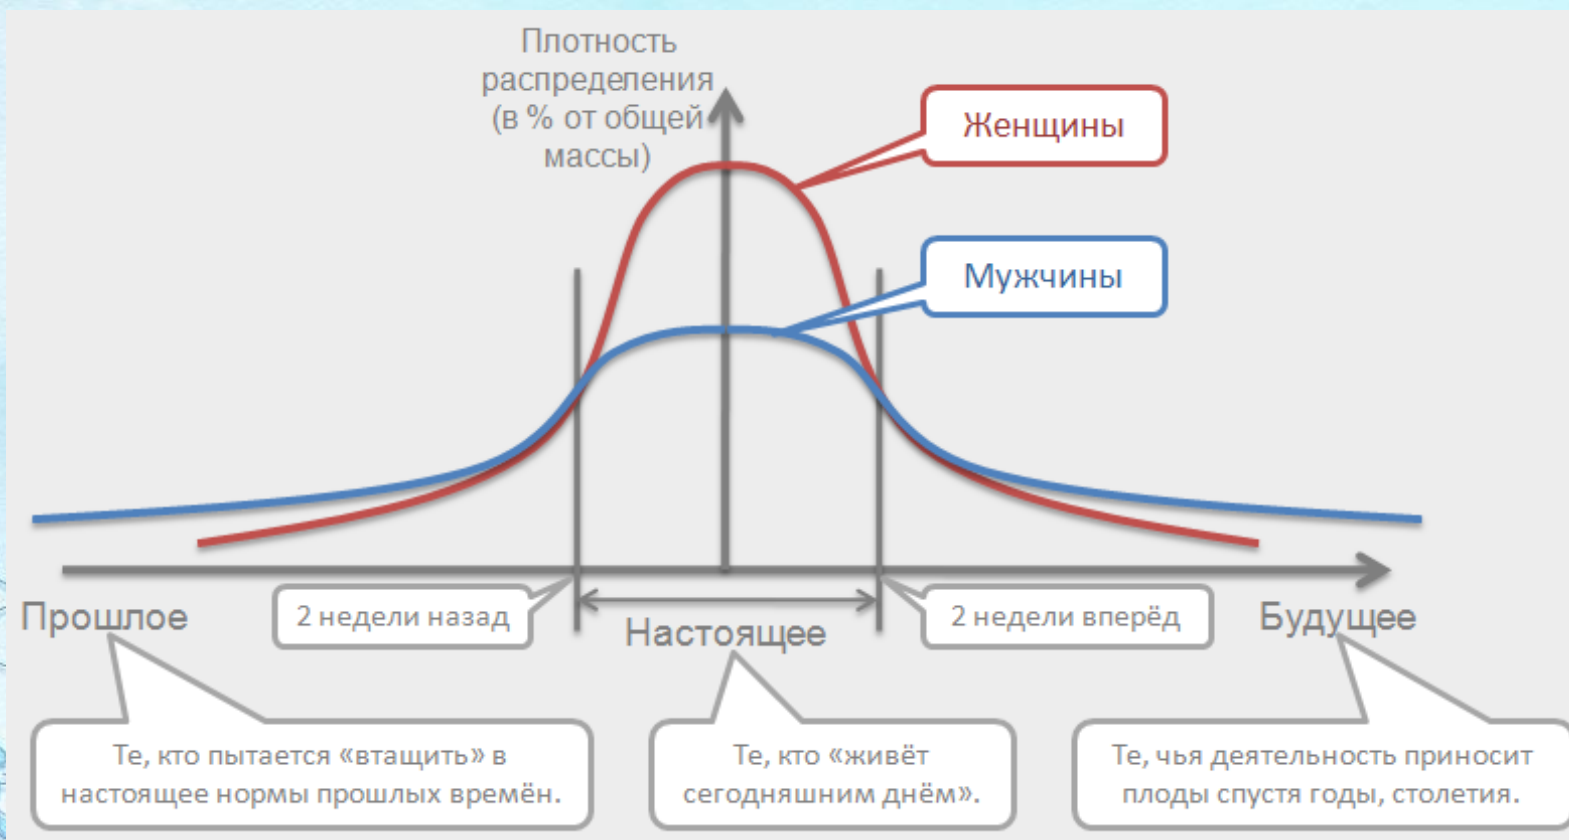 Плотность
распределения
(в % от общей
массы)
Женщины
Мужчины
Прошлое
2 недели назад
Настоящее
2 недели вперёд
Будущее
Те, кто пытается «втащить» в
настоящее нормы прошлых времён.
Те, кто «живёт
сегодняшним днём».
Те, чья деятельность приносит
плоды спустя годы, столетия.